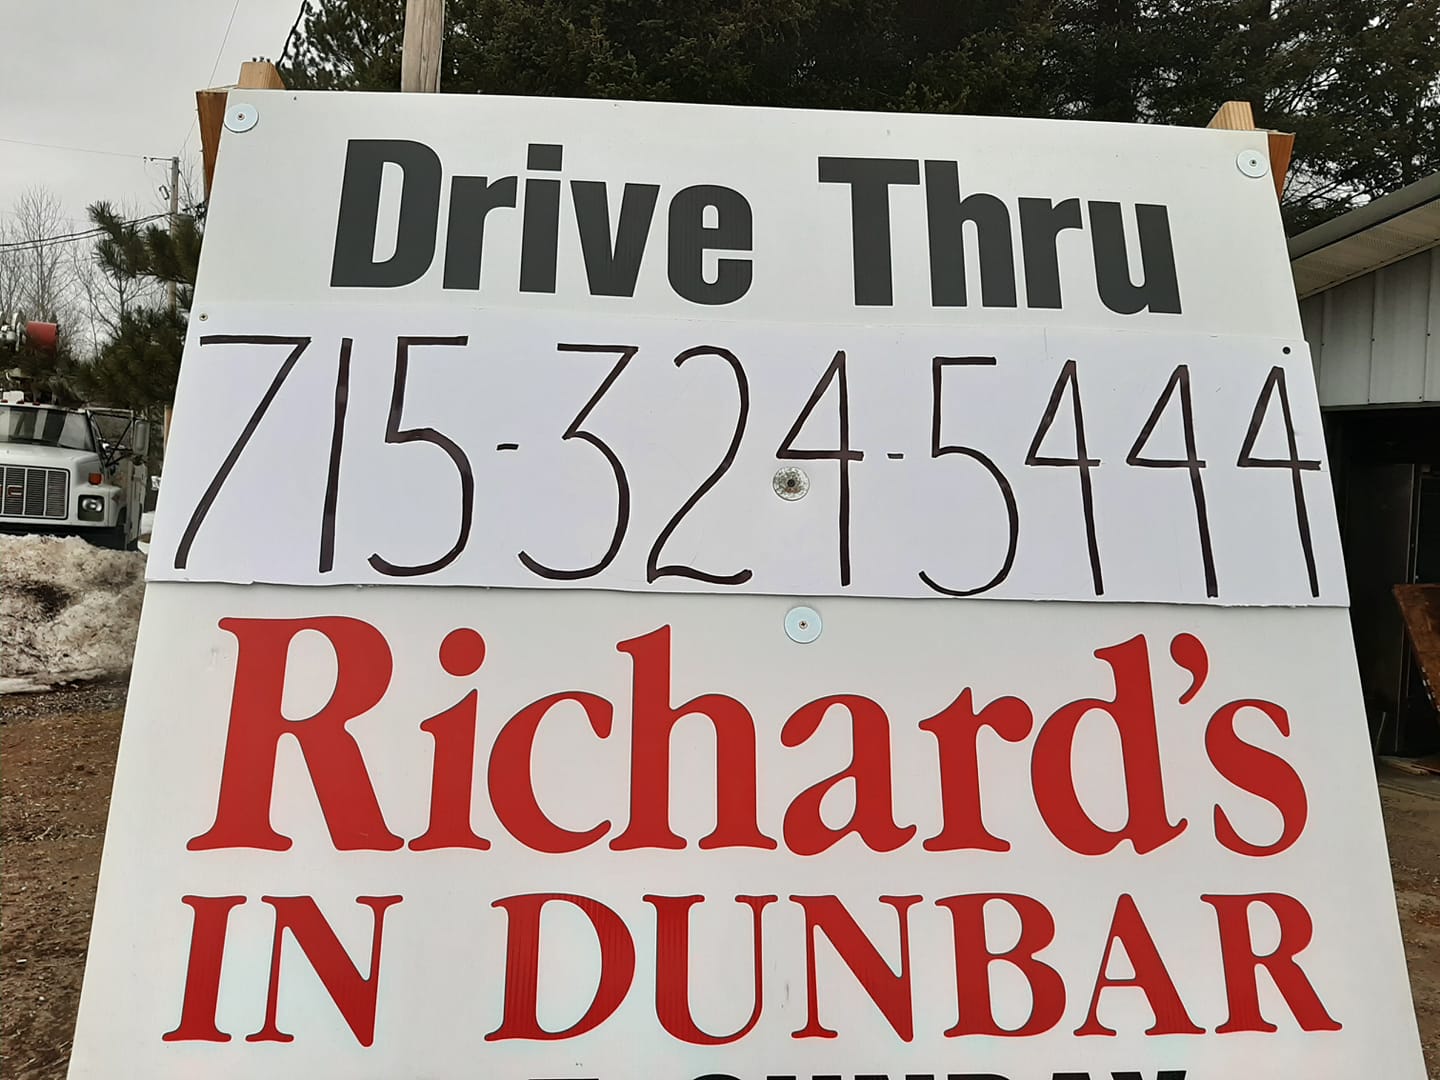 Drive Thru
715-324-5444
Richard's
IN DUNBAR